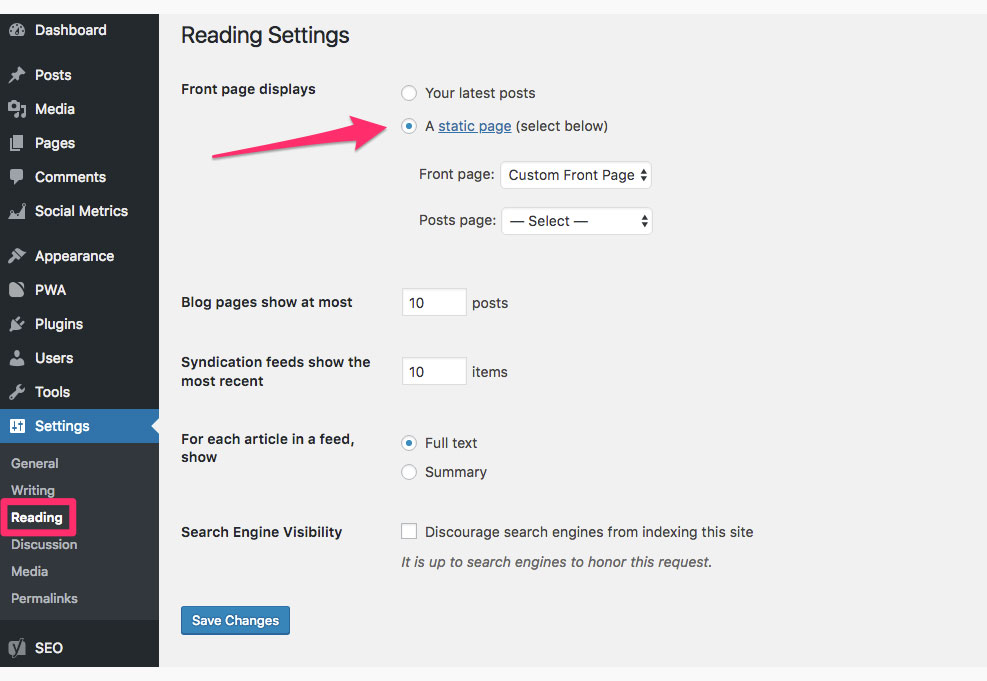 Dashboard
Posts
Media
Pages
Comments
Social Metrics
Appearance
PWA
Plugins
Users
Tools
Settings
General
Writing
Reading
Discussion
Media
Permalinks
SEO
Reading Settings
Front page displays
Your latest posts
A static page (select below)
Front page: Custom Front Page
Posts page: — Select —
Blog pages show at most
10 posts
Syndication feeds show the
most recent
10 items
For each article in a feed,
show
Full text
Summary
Search Engine Visibility
Discourage search engines from indexing this site
It is up to search engines to honor this request.
Save Changes